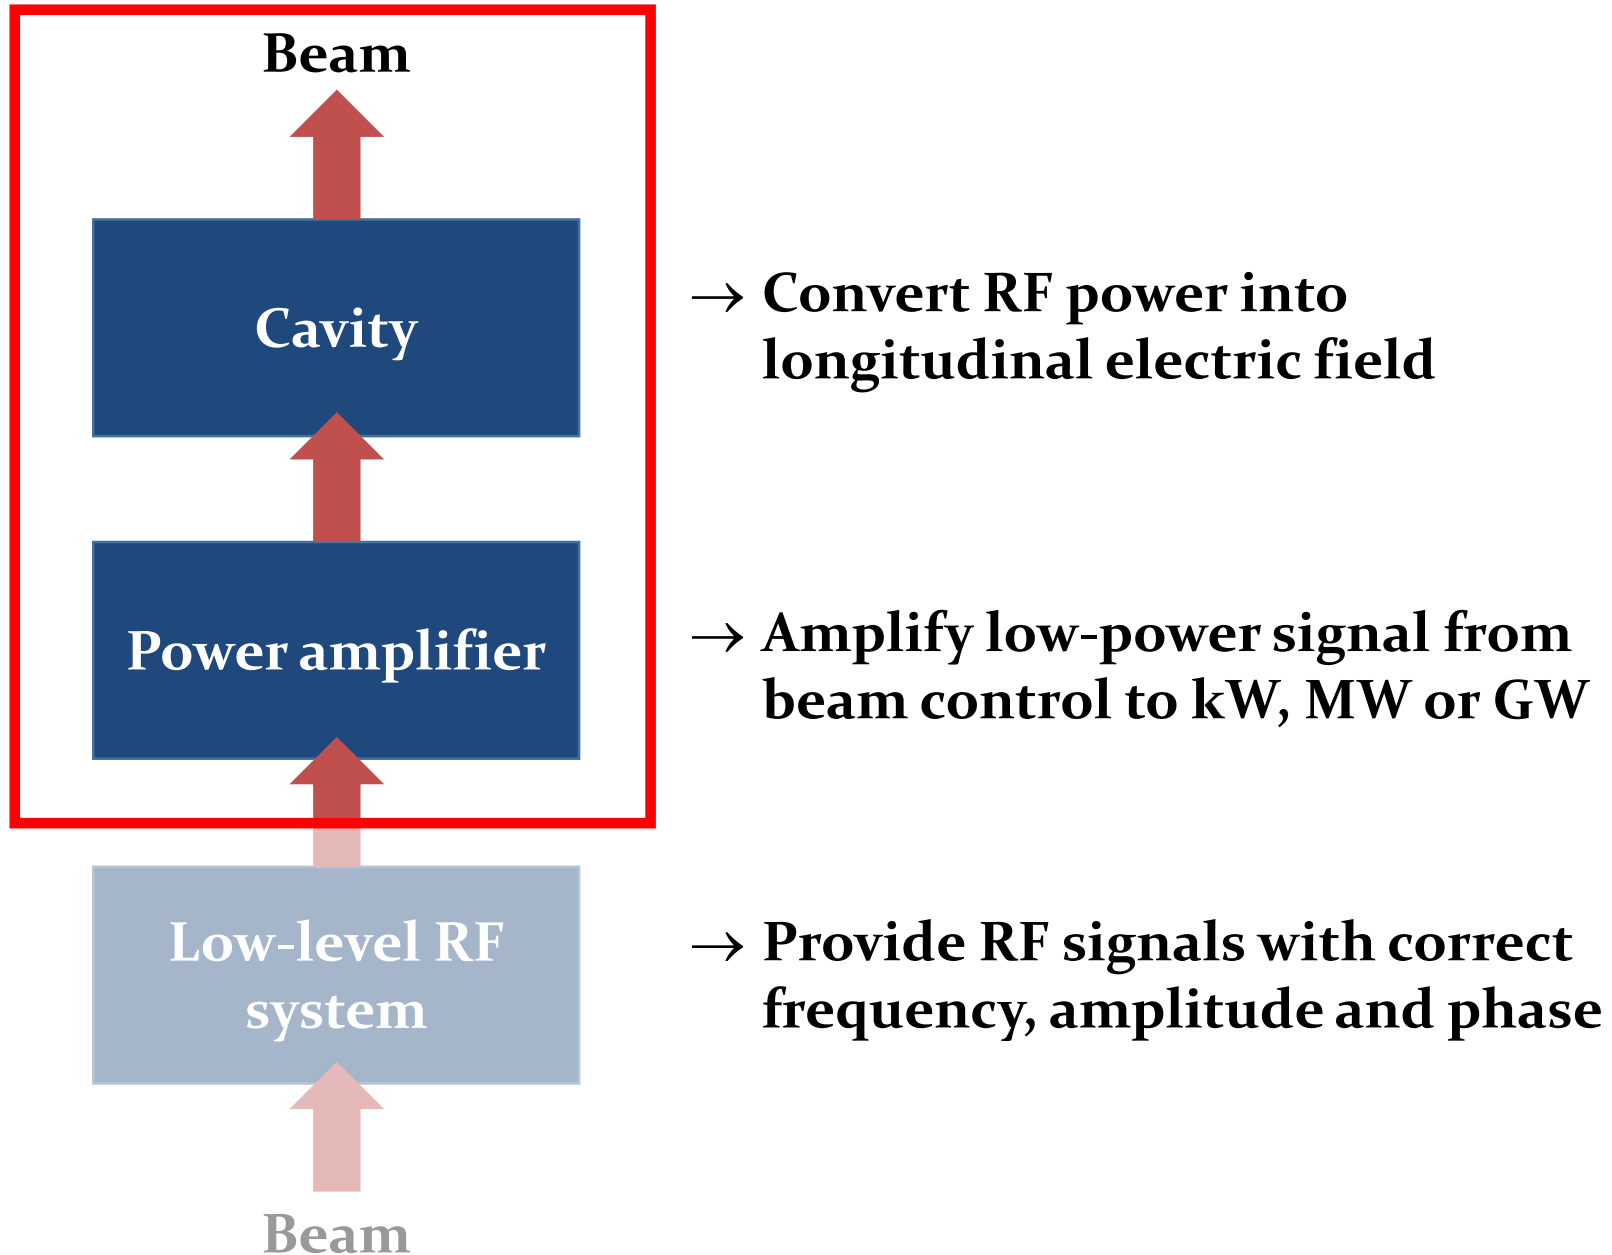 Beam
Cavity
→ Convert RF power into
longitudinal electric field
Power amplifier
→ Amplify low-power signal from
beam control to kW, MW or GW
Low-level RF
system
→ Provide RF signals with correct
frequency, amplitude and phase
Beam